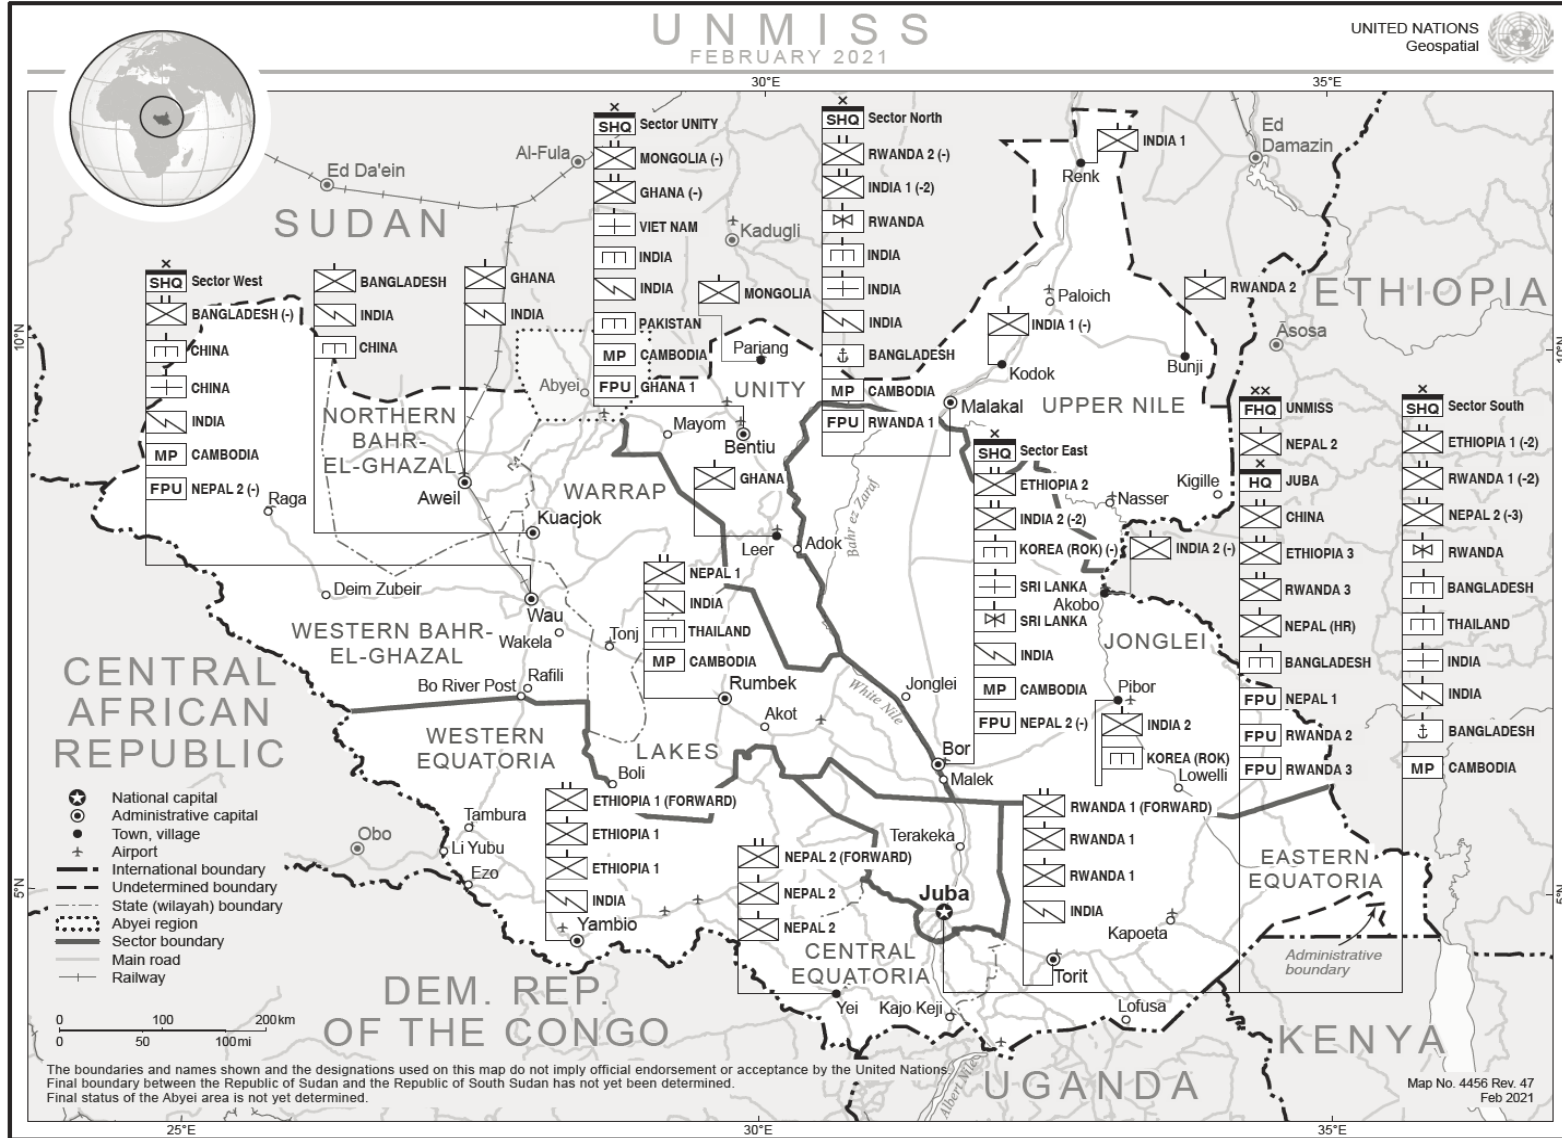 UNMISS
FEBRUARY 2021
UNITED NATIONS
Geospatial
30°E
35°E
SHQ Sector UNITY
MONGOLIA (-)
GHANA (-)
VIET NAM
INDIA
INDIA
PAKISTAN
MP CAMBODIA
FPU GHANA 1
SHQ Sector North
RWANDA 2 (-)
INDIA 1 (-2)
RWANDA
INDIA
INDIA
INDIA
BANGLADESH
MP CAMBODIA
FPU RWANDA 1
INDIA 1
Renk
Ed
Damazin
Ed Da'ein
Al-Fula
SUDAN
Kadugli
SHQ Sector West
BANGLADESH (-)
CHINA
CHINA
INDIA
MP CAMBODIA
FPU NEPAL 2 (-)
BANGLADESH
INDIA
CHINA
GHANA
INDIA
MONGOLIA
Pariang
Paloich
INDIA 1 (-)
Kodok
RWANDA 2
Bunji
ETHIOPIA
Asosa
10°N
10°N
Abyei
UNITY
NORTHERN
BAHR-
EL-GHAZAL
Mayom
Bentiu
Malakal
UPPER NILE
FHQ UNMISS
NEPAL 2
HQ JUBA
CHINA
ETHIOPIA 3
RWANDA 3
NEPAL (HR)
BANGLADESH
FPU NEPAL 1
FPU RWANDA 2
FPU RWANDA 3
SHQ Sector South
ETHIOPIA 1 (-2)
RWANDA 1 (-2)
NEPAL 2 (-3)
RWANDA
BANGLADESH
THAILAND
INDIA
INDIA
BANGLADESH
MP CAMBODIA
SHQ Sector East
ETHIOPIA 2
INDIA 2 (-2)
KOREA (ROK) (-)
SRI LANKA
SRI LANKA
INDIA
MP CAMBODIA
FPU NEPAL 2 (-)
Raga
Aweil
WARRAP
Kuacjok
GHANA
Leer
Adok
Bahr ez Zaraf
Nasser
Kigille
INDIA 2 (-)
Akobo
Deim Zubeir
Wau
Wakela
Tonj
NEPAL 1
INDIA
THAILAND
MP CAMBODIA
Rumbek
WESTERN BAHR-
EL-GHAZAL
JONGLEI
CENTRAL
AFRICAN
REPUBLIC
Bo River Post
Rafili
Akot
White Nile
Jonglei
Pibor
INDIA 2
KOREA (ROK)
Lowelli
WESTERN
EQUATORIA
LAKES
Boli
Bor
Malek
ETHIOPIA 1 (FORWARD)
ETHIOPIA 1
ETHIOPIA 1
INDIA
Yambio
Tambura
Li Yubu
Ezo
Obo
NEPAL 2 (FORWARD)
NEPAL 2
NEPAL 2
Terakeka
RWANDA 1 (FORWARD)
RWANDA 1
RWANDA 1
INDIA
Torit
EASTERN
EQUATORIA
5°N
5°N
Juba
Kapoeta
CENTRAL
EQUATORIA
Yei
Kajo Keji
Lofusa
Administrative
boundary
National capital
Administrative capital
Town, village
Airport
International boundary
Undetermined boundary
State (wilayah) boundary
Abyei region
Sector boundary
Main road
Railway
0 100 200 km
0 50 100 mi
DEM. REP.
OF THE CONGO
KENYA
UGANDA
Albert Nile
The boundaries and names shown and the designations used on this map do not imply official endorsement or acceptance by the United Nations.
Final boundary between the Republic of Sudan and the Republic of South Sudan has not yet been determined.
Final status of the Abyei area is not yet determined.
Map No. 4456 Rev. 47
Feb 2021
25°E
30°E
35°E